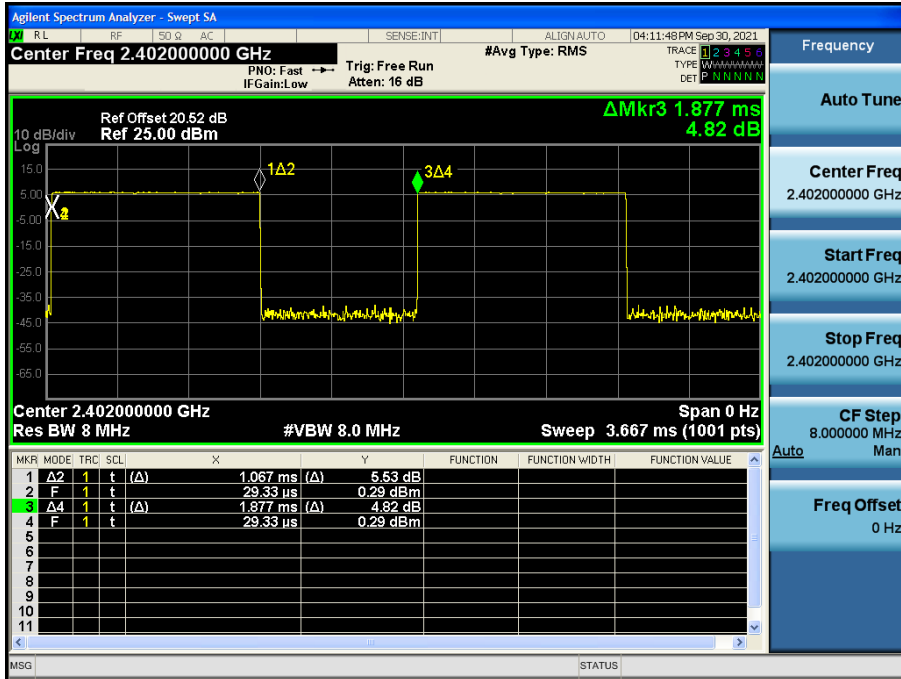 Agilent Spectrum Analyzer - Swept SA
LXI RL RF 50 Ω AC SENSE:INT ALIGN AUTO 04:11:48 PM Sep 30, 2021
Center Freq 2.402000000 GHz #Avg Type: RMS TRACE 1 2 3 4 5 6
PNO: Fast Trig: Free Run TYPE WWWWWW
IFGain:Low Atten: 16 dB DET P N N N N N
ΔMkr3 1.877 ms
4.82 dB
Ref Offset 20.52 dB
10 dB/div Ref 25.00 dBm
Log
15.0
5.00
-5.00
-15.0
-25.0
-35.0
-45.0
-55.0
-65.0
1Δ2
3Δ4
Center 2.402000000 GHz Span 0 Hz
Res BW 8 MHz #VBW 8.0 MHz Sweep 3.667 ms (1001 pts)
MKR MODE TRC SCL X Y FUNCTION FUNCTION WIDTH FUNCTION VALUE
1 Δ2 1 t (Δ) 1.067 ms (Δ) 5.53 dB
2 F 1 t 29.33 µs 0.29 dBm
3 Δ4 1 t (Δ) 1.877 ms (Δ) 4.82 dB
4 F 1 t 29.33 µs 0.29 dBm
5
6
7
8
9
10
11
MSG STATUS
Frequency
Auto Tune
Center Freq
2.402000000 GHz
Start Freq
2.402000000 GHz
Stop Freq
2.402000000 GHz
CF Step
8.000000 MHz
Auto Man
Freq Offset
0 Hz